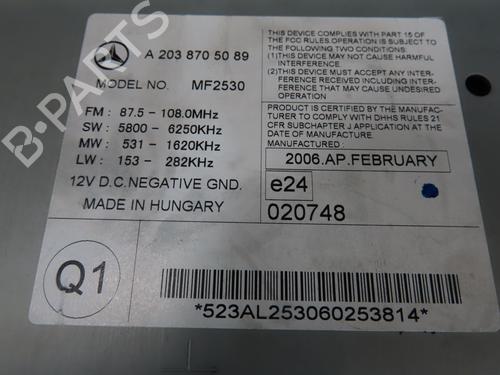 A 203 870 50 89
MODEL NO. MF2530
FM : 87.5 - 108.0MHz
SW : 5800 - 6250KHz
MW : 531 - 1620KHz
LW : 153 - 282KHz
12V D.C.NEGATIVE GND.
MADE IN HUNGARY
THIS DEVICE COMPLIES WITH PART 15 OF
THE FCC RULES.OPERATION IS SUBJECT TO
THE FOLLOWING TWO CONDITIONS:
(1)THIS DEVICE MAY NOT CAUSE HARMFUL
INTERFERENCE
(2)THIS DEVICE MUST ACCEPT ANY INTER-
FERENCE RECEIVED, INCLUDING INTER-
FERENCE THAT MAY CAUSE UNDESIRED
OPERATION
PRODUCT IS CERTIFIED BY THE MANUFAC-
TURER TO COMPLY WITH DHHS RULES 21
CFR SUBCHAPTER J APPLICATION AT THE
DATE OF MANUFACTURE.
MANUFACTURED :
2006.AP.FEBRUARY
e24
020748
Q1
*523AL253060253814*
B-PARTS